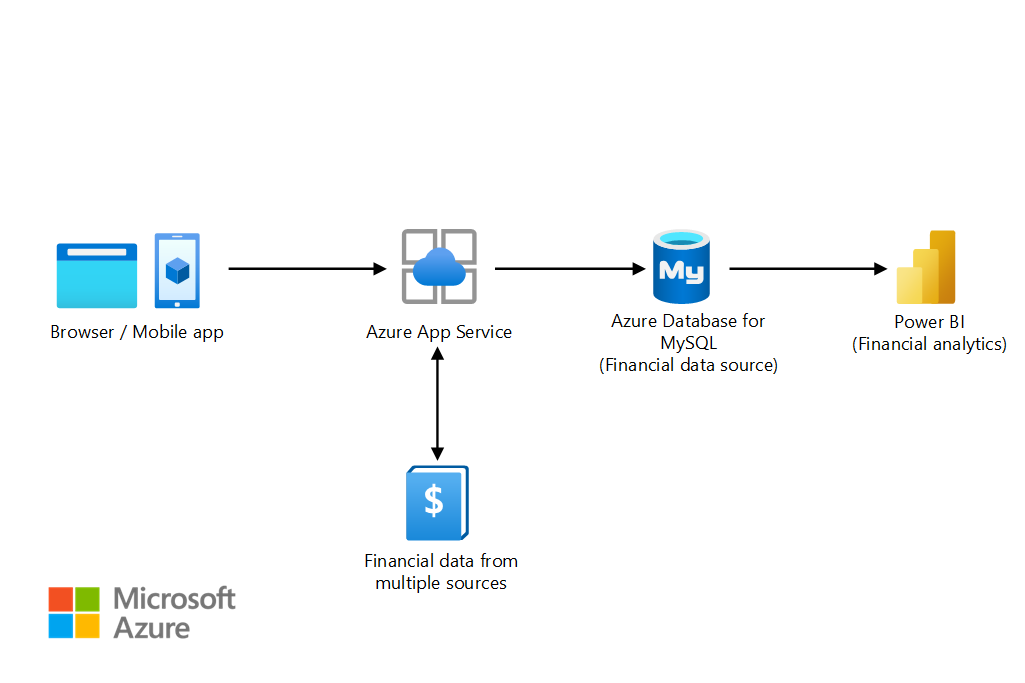 My
Browser / Mobile app
Azure App Service
Azure Database for
MySQL
(Financial data source)
Power BI
(Financial analytics)
$
Financial data from
multiple sources
Microsoft
Azure